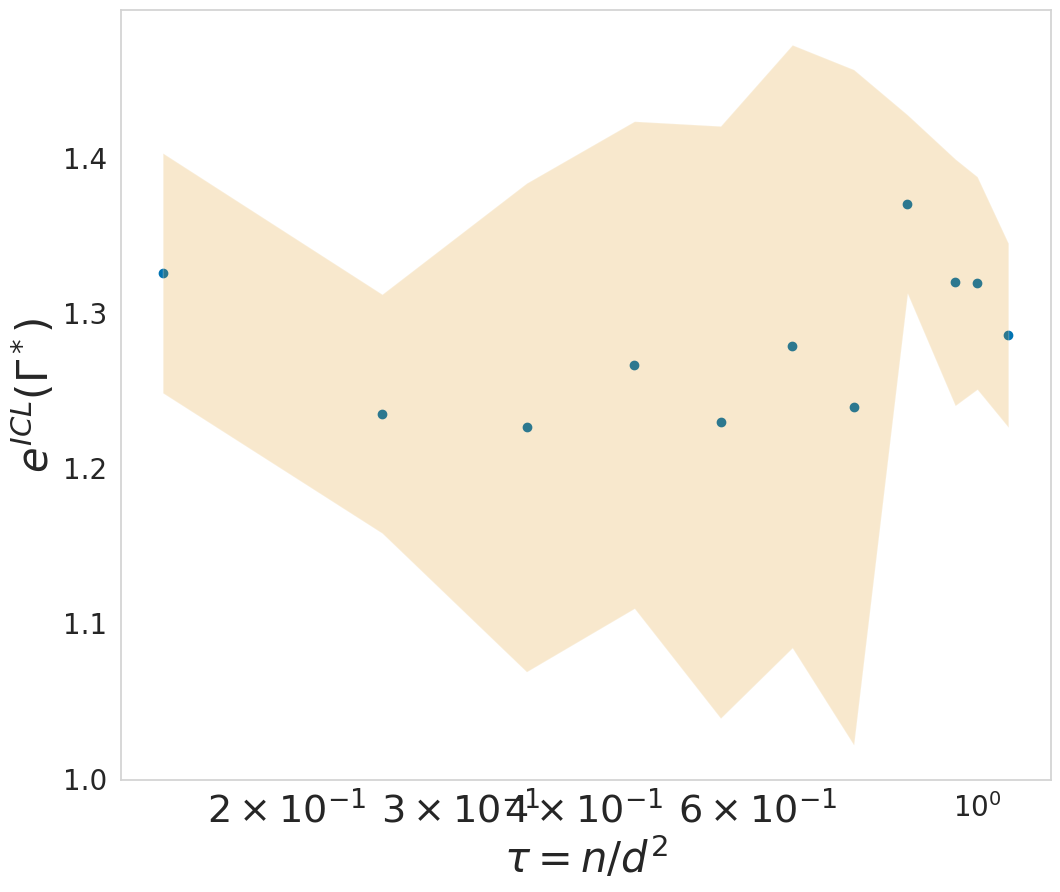 1.4
1.3
1.2
1.1
1.0
e^{ICL}(Γ^*)
2 × 10^{-1} 3 × 10^{-1} 4 × 10^{-1} 6 × 10^{-1} 10^0
τ = n/d^2